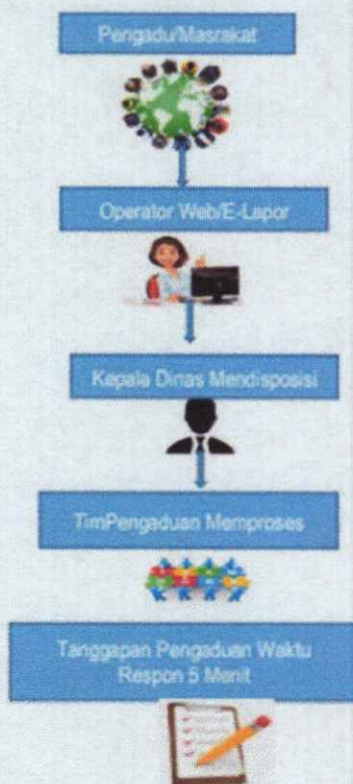 Pengadu/Masrakat
Operator Web/E-Lapor
Kepala Dinas Mendisposisi
TimPengaduan Memproses
Tanggapan Pengaduan Waktu
Respon 5 Menit